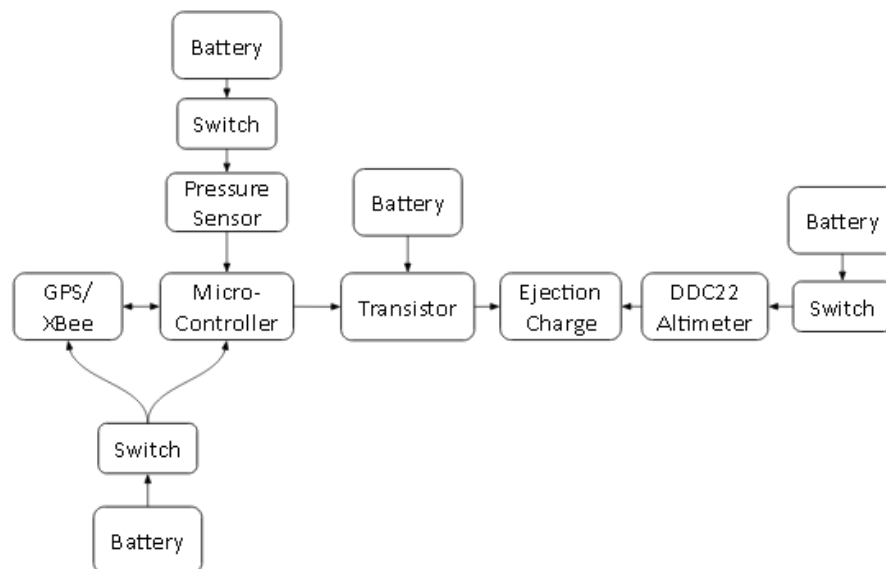 Battery
Switch
Pressure
Sensor
Battery
Battery
GPS/
XBee
Micro-
Controller
Transistor
Ejection
Charge
DDC22
Altimeter
Switch
Switch
Battery